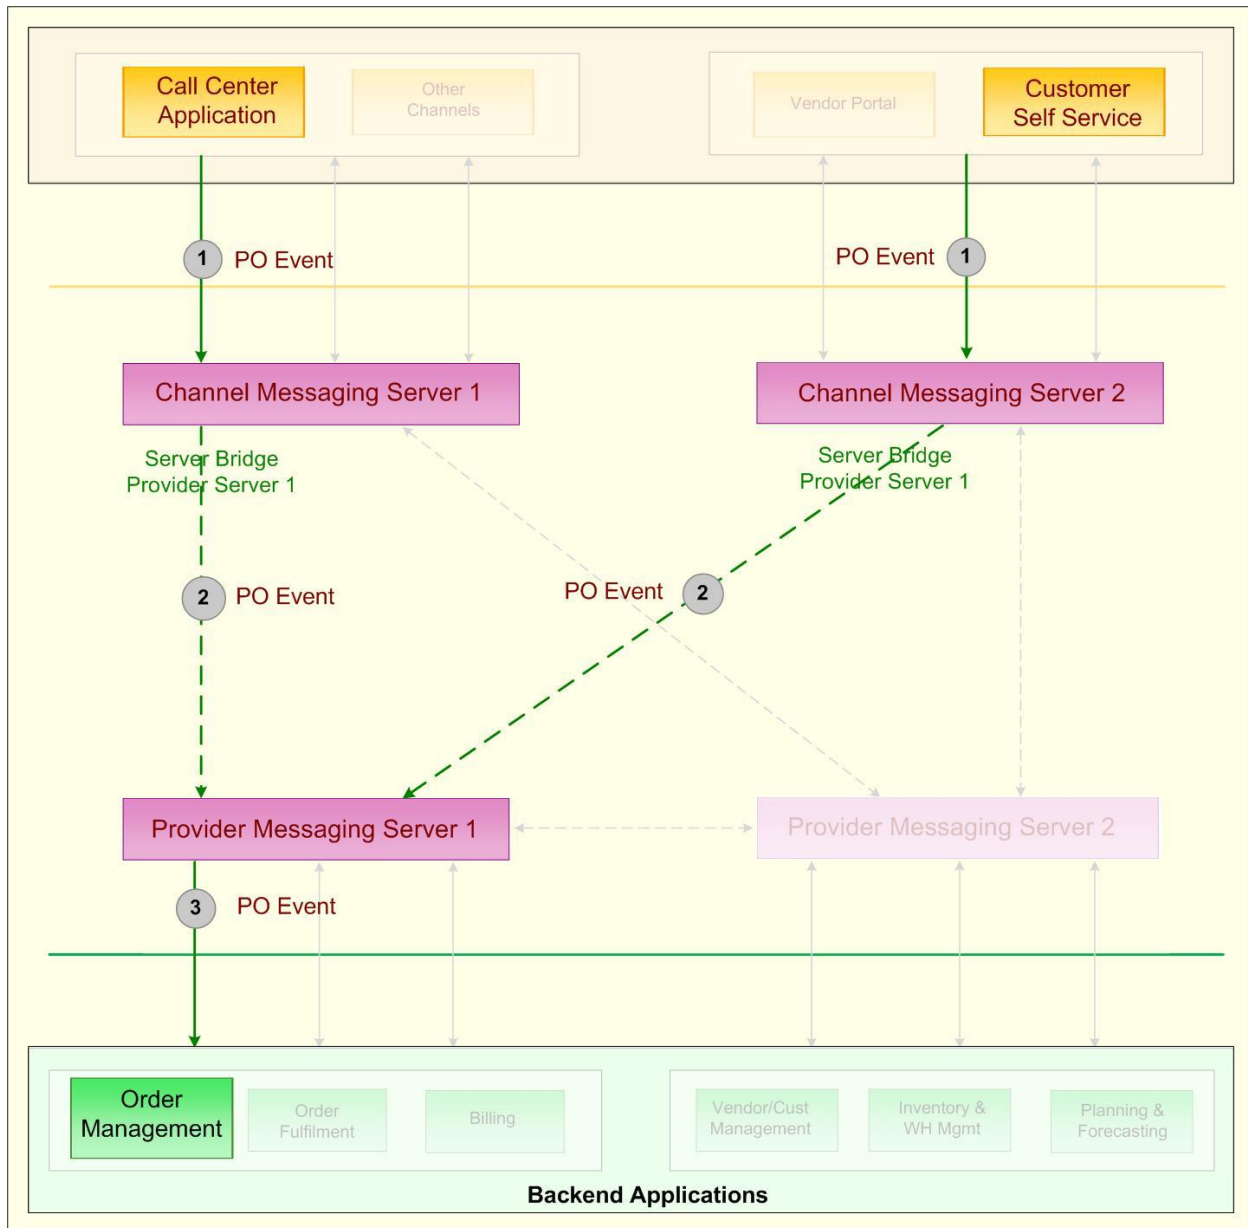 Call Center
Application
Other
Channels
Vendor Portal
Customer
Self Service
1
PO Event
PO Event
1
Channel Messaging Server 1
Channel Messaging Server 2
Server Bridge
Provider Server 1
Server Bridge
Provider Server 1
2
PO Event
PO Event
2
Provider Messaging Server 1
Provider Messaging Server 2
3
PO Event
Order
Management
Order
Fulfilment
Billing
Vendor/Cust
Management
Inventory &
WH Mgmt
Planning &
Forecasting
Backend Applications